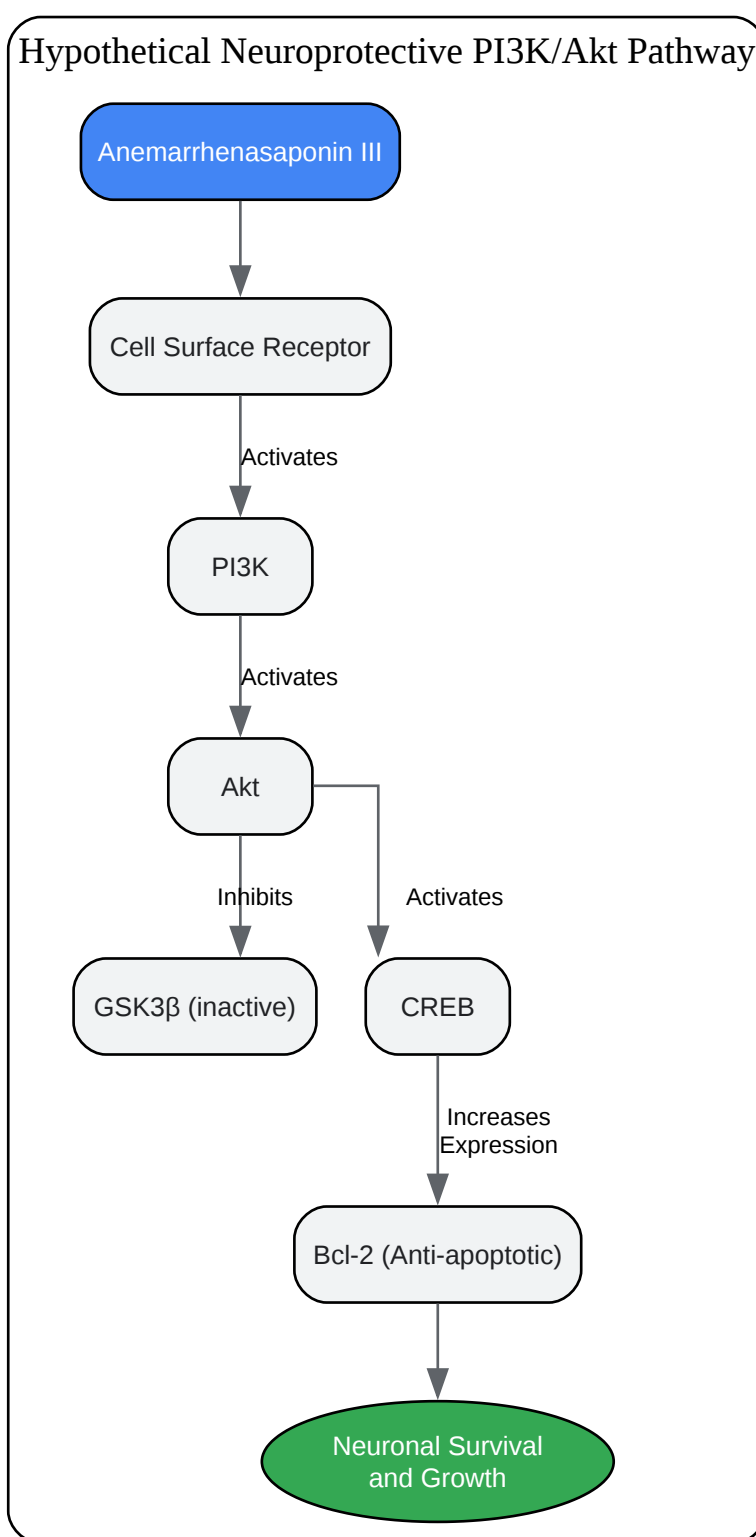 Hypothetical Neuroprotective PI3K/Akt Pathway
Anemarrhenasaponin III
Cell Surface Receptor
Activates
PI3K
Activates
Akt
Inhibits
Activates
GSK3β (inactive)
CREB
Increases
Expression
Bcl-2 (Anti-apoptotic)
Neuronal Survival
and Growth